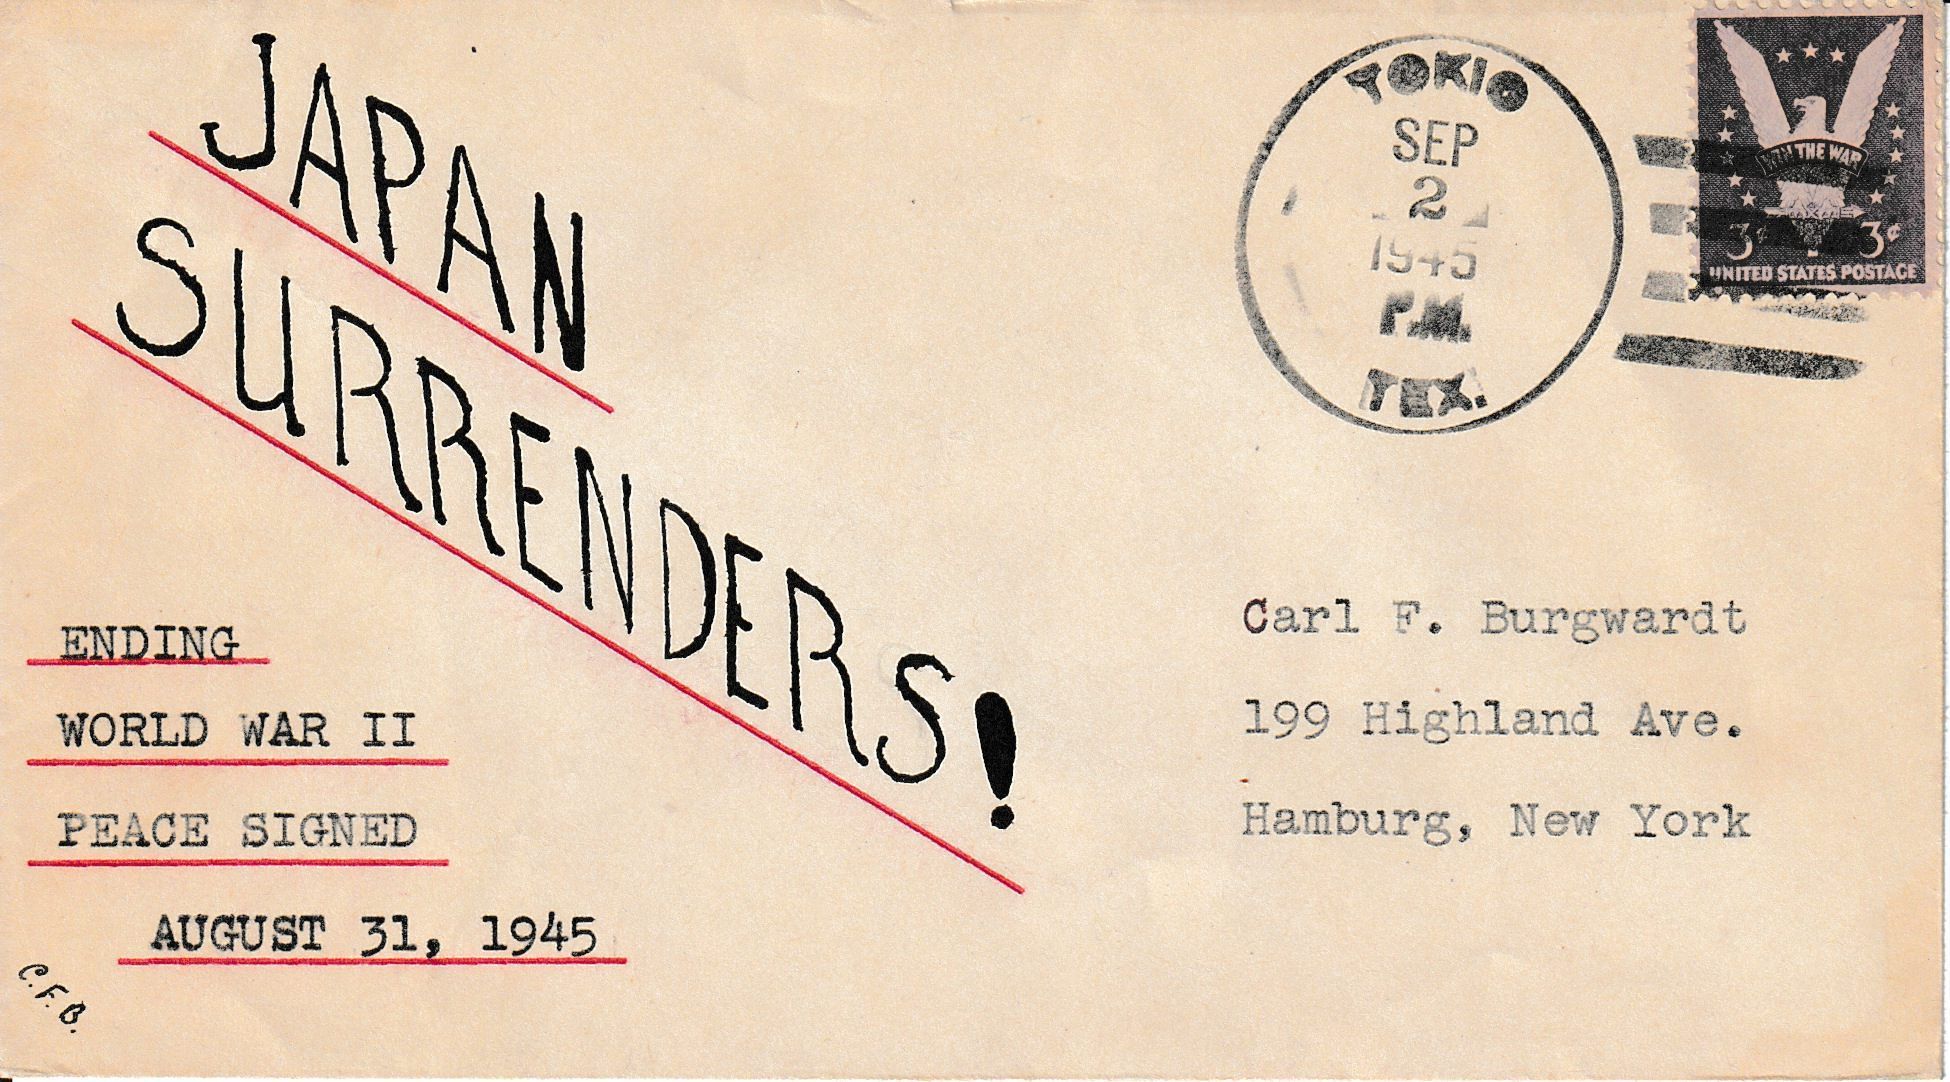 JAPAN
SURRENDERS!
ENDING
WORLD WAR II
PEACE SIGNED
AUGUST 31, 1945
C.F.B.
TOKIO
SEP
2
1945
P.M.
TEX.
WIN THE WAR
3¢ 3¢
UNITED STATES POSTAGE
Carl F. Burgwardt
199 Highland Ave.
Hamburg, New York